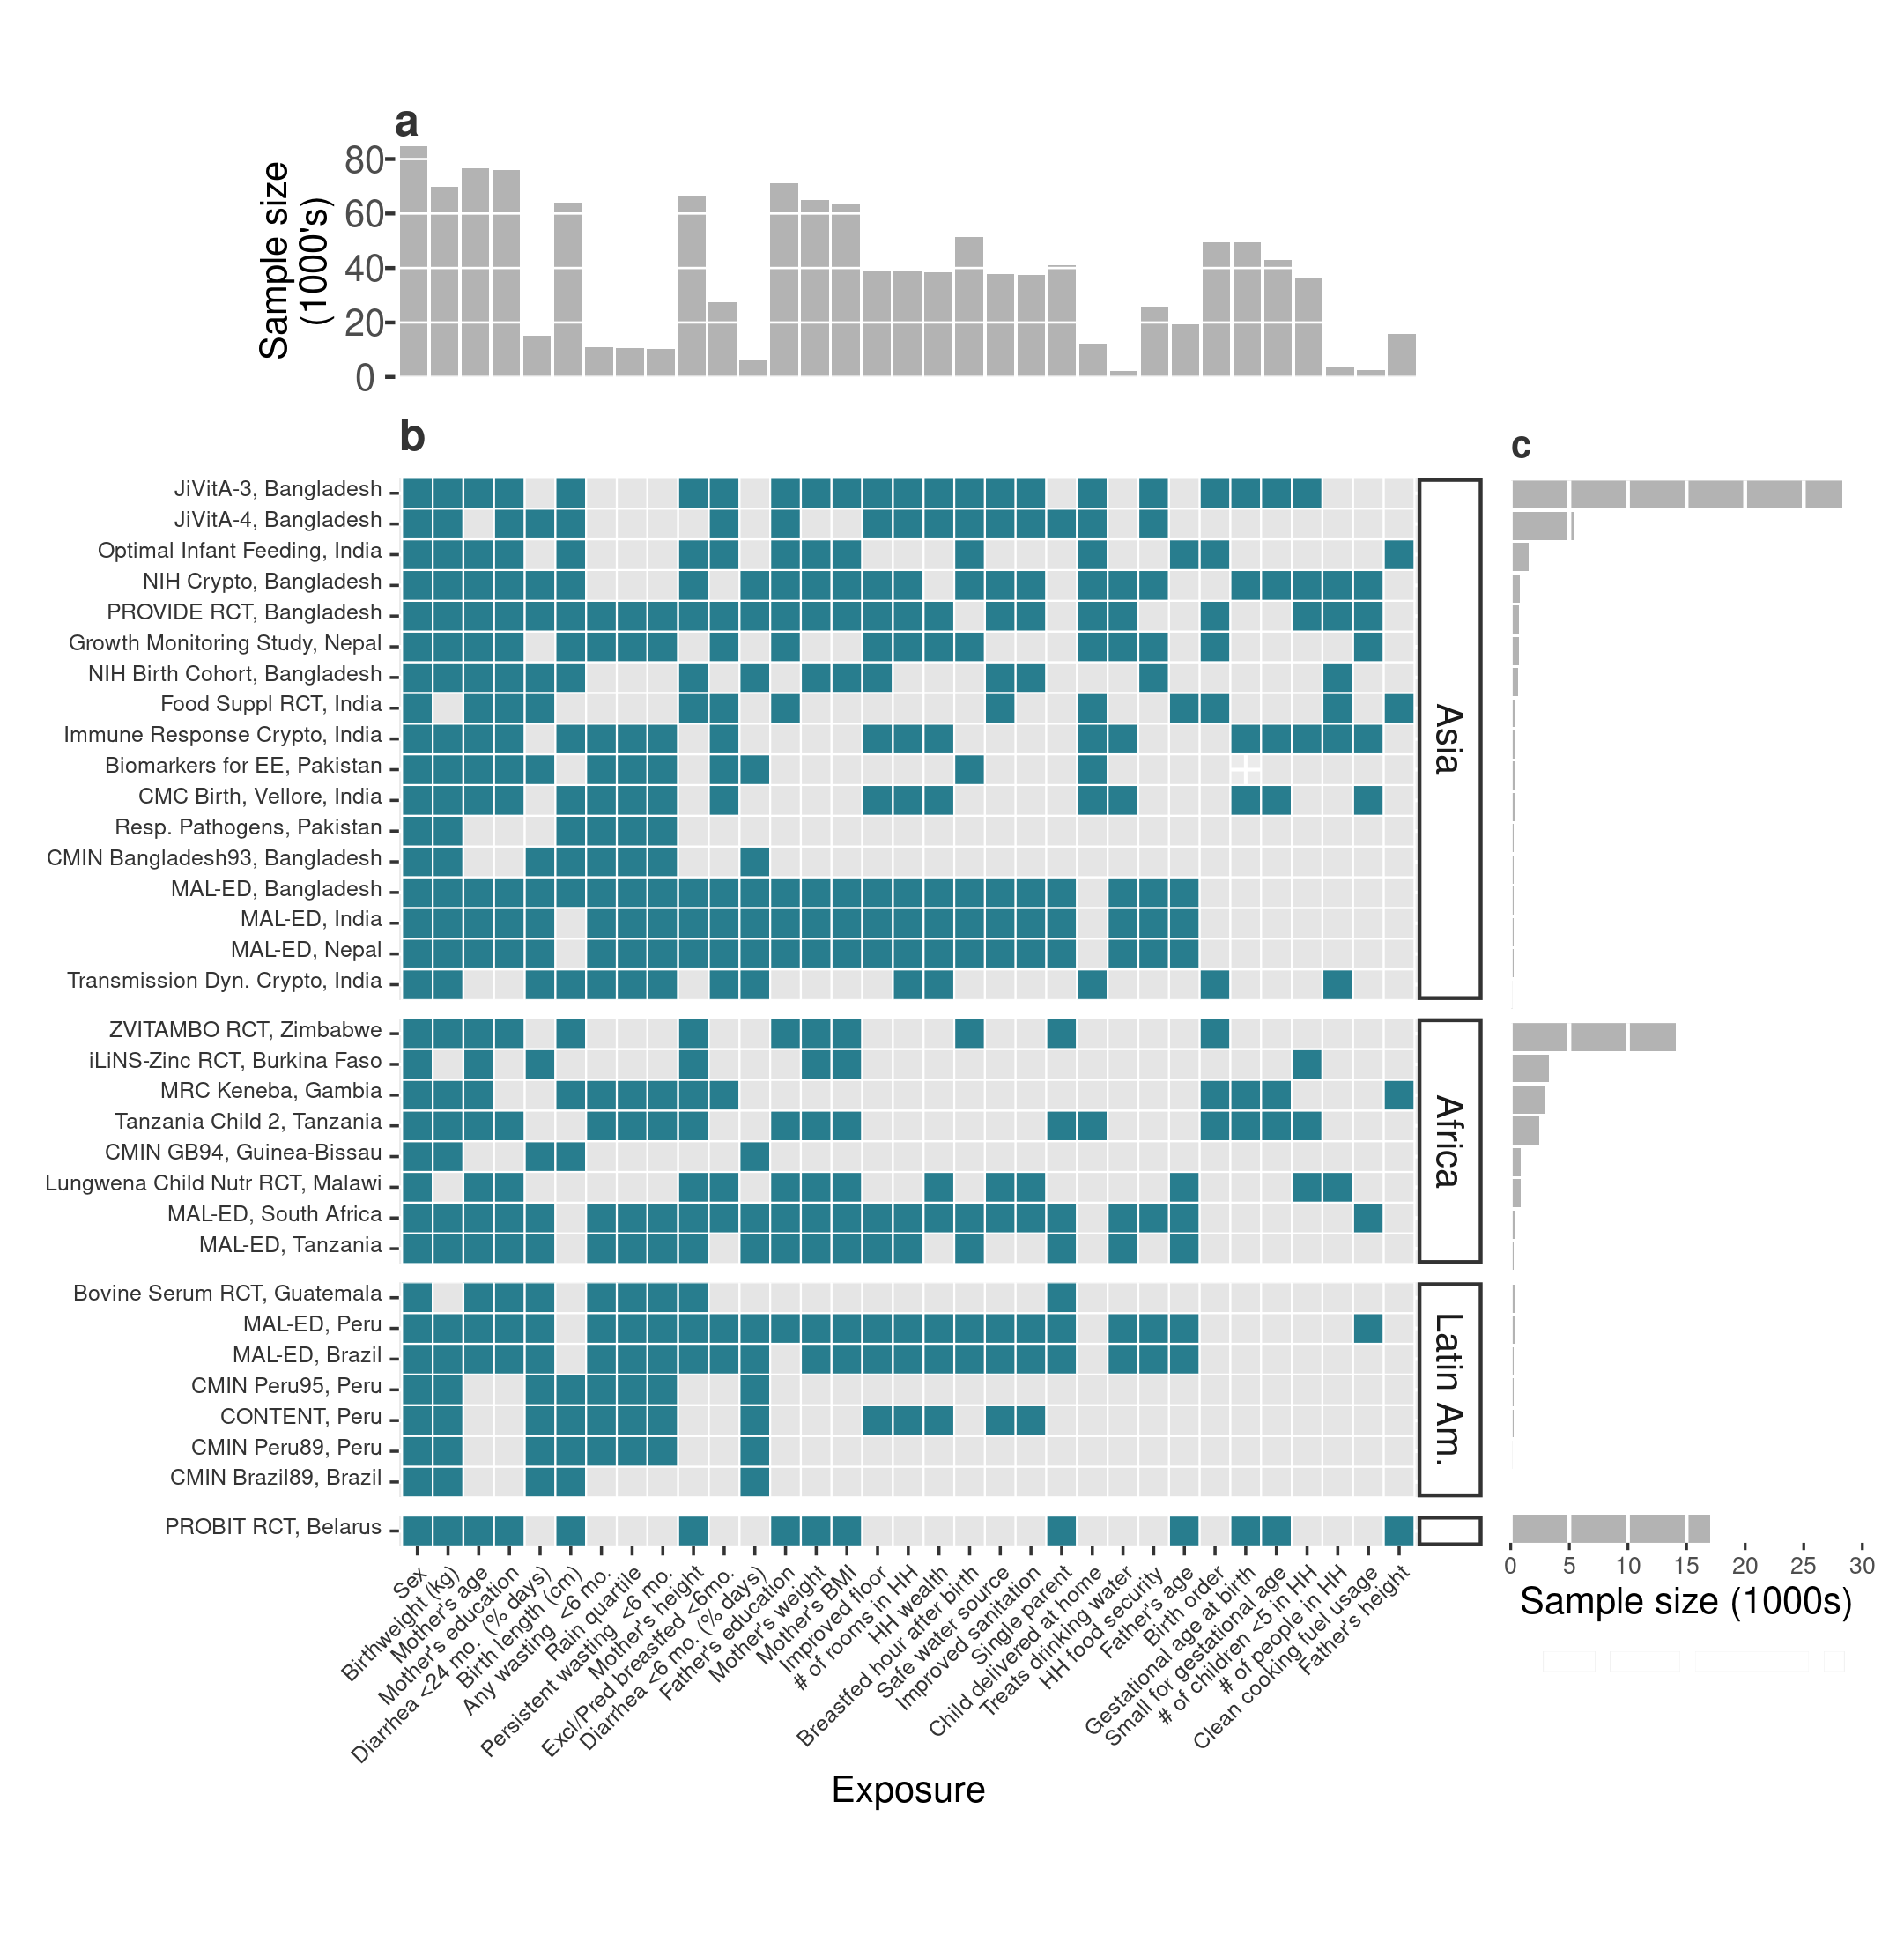 a
Sample size
(1000's)
80
60
40
20
0
b
c
JiVitA-3, Bangladesh
JiVitA-4, Bangladesh
Optimal Infant Feeding, India
NIH Crypto, Bangladesh
PROVIDE RCT, Bangladesh
Growth Monitoring Study, Nepal
NIH Birth Cohort, Bangladesh
Food Suppl RCT, India
Immune Response Crypto, India
Biomarkers for EE, Pakistan
CMC Birth, Vellore, India
Resp. Pathogens, Pakistan
CMIN Bangladesh93, Bangladesh
MAL-ED, Bangladesh
MAL-ED, India
MAL-ED, Nepal
Transmission Dyn. Crypto, India
Asia
ZVITAMBO RCT, Zimbabwe
iLiNS-Zinc RCT, Burkina Faso
MRC Keneba, Gambia
Tanzania Child 2, Tanzania
CMIN GB94, Guinea-Bissau
Lungwena Child Nutr RCT, Malawi
MAL-ED, South Africa
MAL-ED, Tanzania
Africa
Bovine Serum RCT, Guatemala
MAL-ED, Peru
MAL-ED, Brazil
CMIN Peru95, Peru
CONTENT, Peru
CMIN Peru89, Peru
CMIN Brazil89, Brazil
Latin Am.
PROBIT RCT, Belarus
Sex
Birthweight (kg)
Mother's age
Mother's education
Diarrhea <24 mo. (% days)
Birth length (cm)
Any wasting <6 mo.
Rain quartile
Persistent wasting <6 mo.
Mother's height
Excl/Pred breastfed <6mo.
Diarrhea <6 mo. (% days)
Father's education
Mother's weight
Mother's BMI
Improved floor
# of rooms in HH
HH wealth
Breastfed hour after birth
Safe water source
Improved sanitation
Single parent
Child delivered at home
Treats drinking water
HH food security
Father's age
Birth order
Gestational age at birth
Small for gestational age
# of children <5 in HH
# of people in HH
Clean cooking fuel usage
Father's height
Exposure
0 5 10 15 20 25 30
Sample size (1000s)